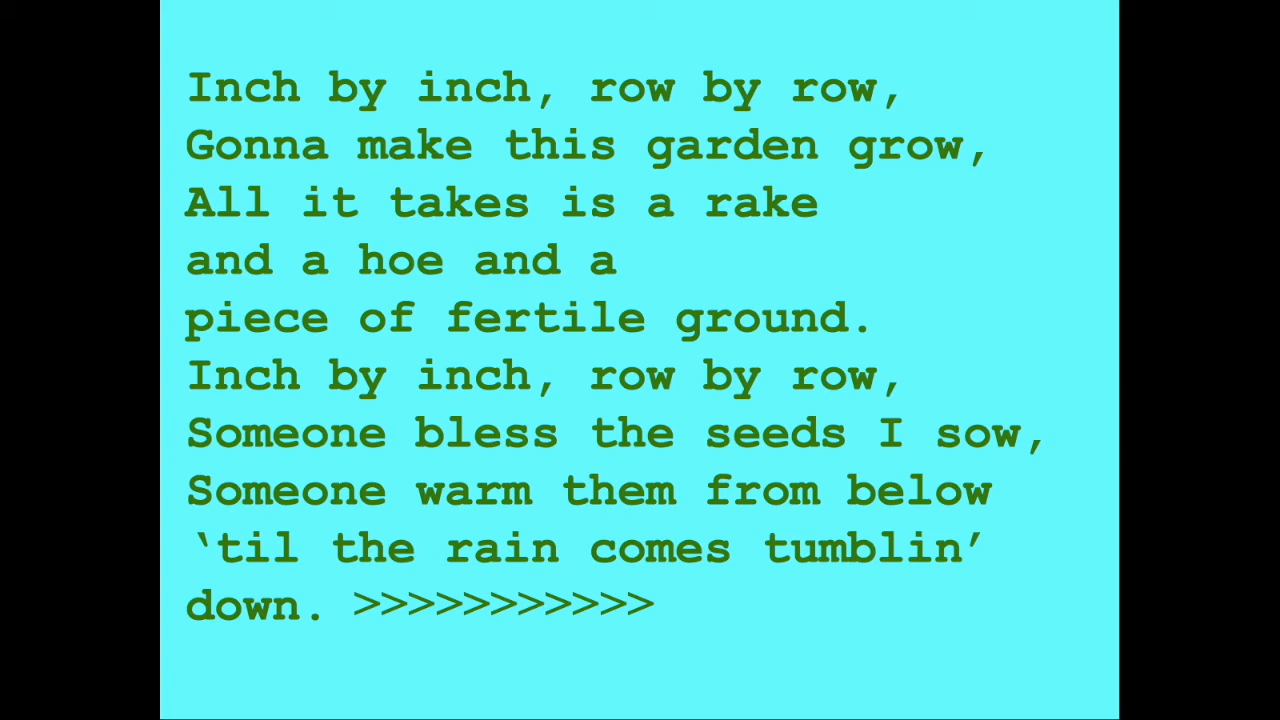 Inch by inch, row by row,
Gonna make this garden grow,
All it takes is a rake
and a hoe and a
piece of fertile ground.
Inch by inch, row by row,
Someone bless the seeds I sow,
Someone warm them from below
‘til the rain comes tumblin’
down. >>>>>>>>>>>